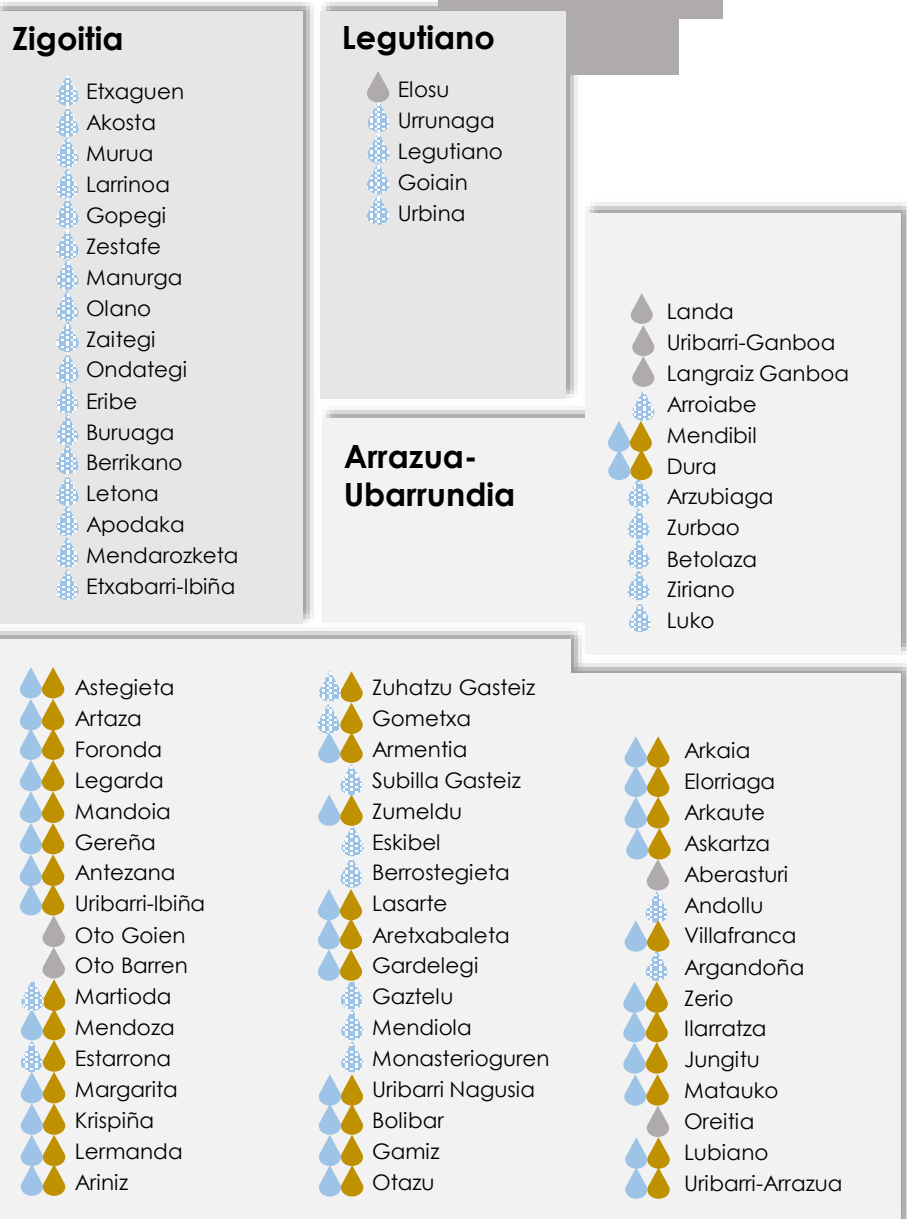 Zigoitia
Etxaguen
Akosta
Murua
Larrinoa
Gopegi
Zestafe
Manurga
Olano
Zaitegi
Ondategi
Eribe
Buruaga
Berrikano
Letona
Apodaka
Mendarozketa
Etxabarri-Ibiña
Legutiano
Elosu
Urrunaga
Legutiano
Goiain
Urbina
Arrazua-
Ubarrundia
Landa
Uribarri-Ganboa
Langraiz Ganboa
Arroiabe
Mendibil
Dura
Arzubiaga
Zurbao
Betolaza
Ziriano
Luko
Astegieta
Artaza
Foronda
Legarda
Mandoia
Gereña
Antezana
Uribarri-Ibiña
Oto Goien
Oto Barren
Martioda
Mendoza
Estarrona
Margarita
Krispiña
Lermanda
Ariniz
Zuhatzu Gasteiz
Gometxa
Armentia
Subilla Gasteiz
Zumeldu
Eskibel
Berrostegieta
Lasarte
Aretxabaleta
Gardelegi
Gaztelu
Mendiola
Monasterioguren
Uribarri Nagusia
Bolibar
Gamiz
Otazu
Arkaia
Elorriaga
Arkaute
Askartza
Aberasturi
Andollu
Villafranca
Argandoña
Zerio
Ilarratza
Jungitu
Matauko
Oreitia
Lubiano
Uribarri-Arrazua